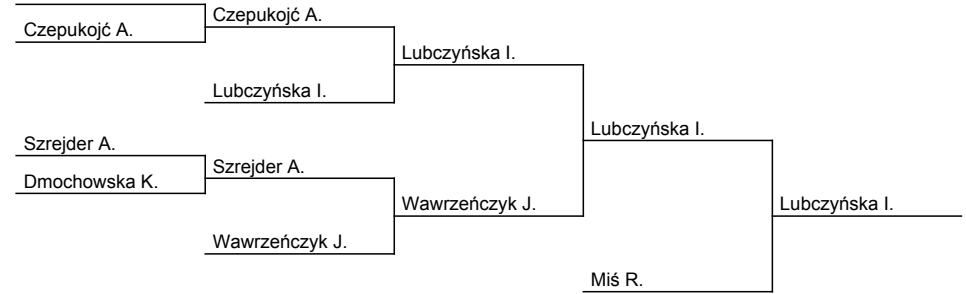 Czepukojć A.
Czepukojć A.
Lubczyńska I.
Lubczyńska I.
Lubczyńska I.
Szrejder A.
Szrejder A.
Dmochowska K.
Wawrzeńczyk J.
Lubczyńska I.
Wawrzeńczyk J.
Miś R.